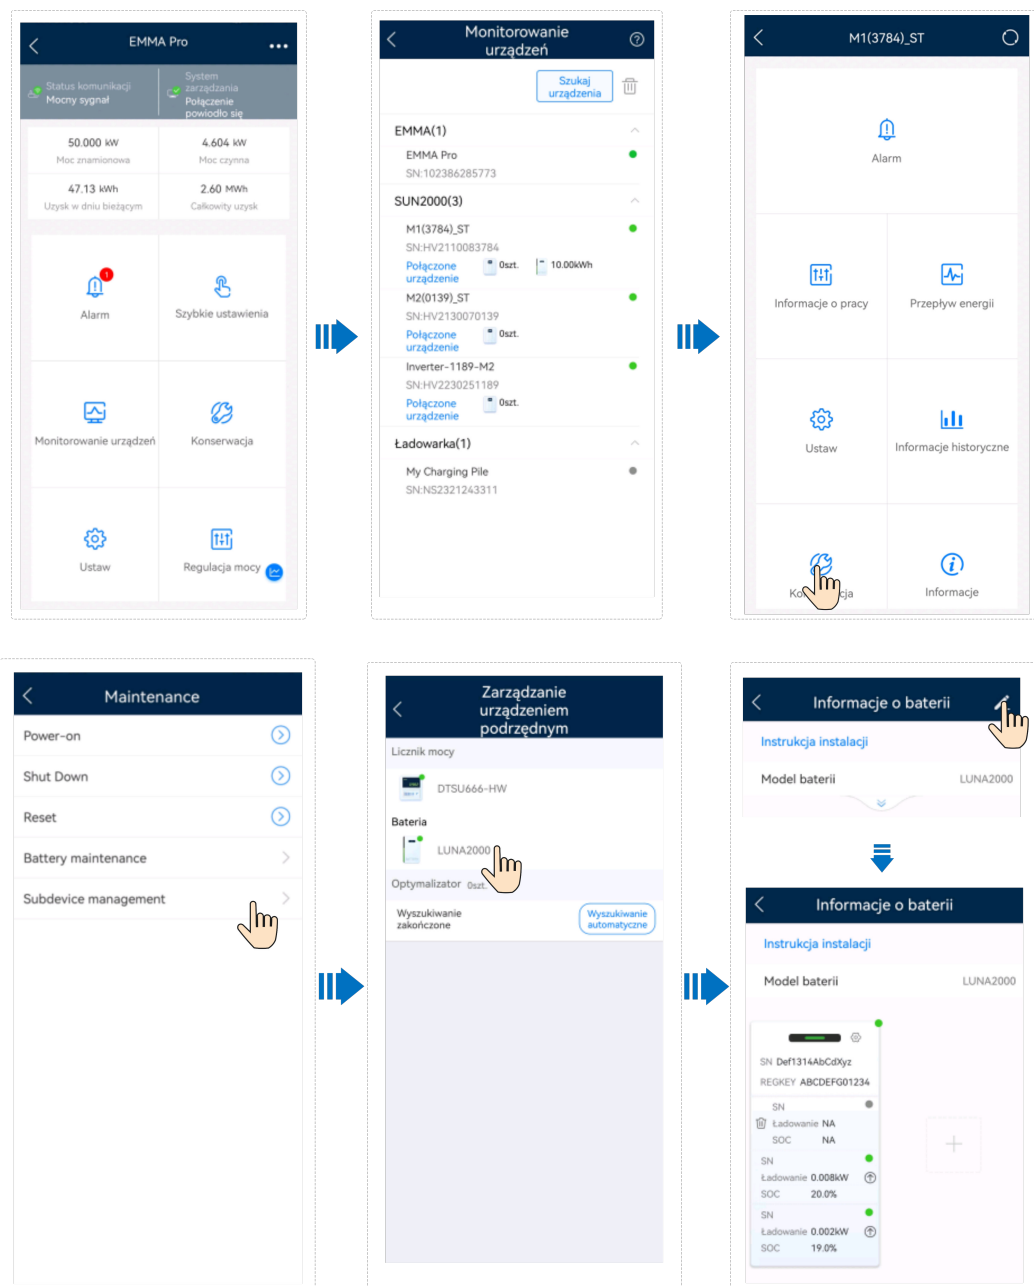 EMMA Pro
Status komunikacji
Mocny sygnał
System
zarządzania
Połączenie
powiodło się
50.000 kW
Moc znamionowa
4.604 kW
Moc czynna
47.13 kWh
Uzysk w dniu bieżącym
2.60 MWh
Całkowity uzysk
1
Alarm
Szybkie ustawienia
Monitorowanie urządzeń
Konserwacja
Ustaw
Regulacja mocy
Monitorowanie
urządzeń
Szukaj
urządzenia
EMMA(1)
EMMA Pro
SN:102386285773
SUN2000(3)
M1(3784)_ST
SN:HV2110083784
Połączone
urządzenie
0szt.
10.00kWh
M2(0139)_ST
SN:HV2130070139
Połączone
urządzenie
0szt.
Inverter-1189-M2
SN:HV2230251189
Połączone
urządzenie
0szt.
Ładowarka(1)
My Charging Pile
SN:NS2321243311
M1(3784)_ST
Alarm
Informacje o pracy
Przepływ energii
Ustaw
Informacje historyczne
Ko cja
Informacje
Maintenance
Power-on
Shut Down
Reset
Battery maintenance
Subdevice management
Zarządzanie
urządzeniem
podrzędnym
Licznik mocy
DTSU666-HW
Bateria
LUNA2000
Optymalizator 0szt.
Wyszukiwanie
zakończone
Wyszukiwanie
automatyczne
Informacje o baterii
Instrukcja instalacji
Model baterii LUNA2000
Informacje o baterii
Instrukcja instalacji
Model baterii LUNA2000
SN Def1314AbCdXyz
REGKEY ABCDEFG01234
SN
Ładowanie NA
SOC NA
SN
Ładowanie 0.008kW
SOC 20.0%
SN
Ładowanie 0.002kW
SOC 19.0%